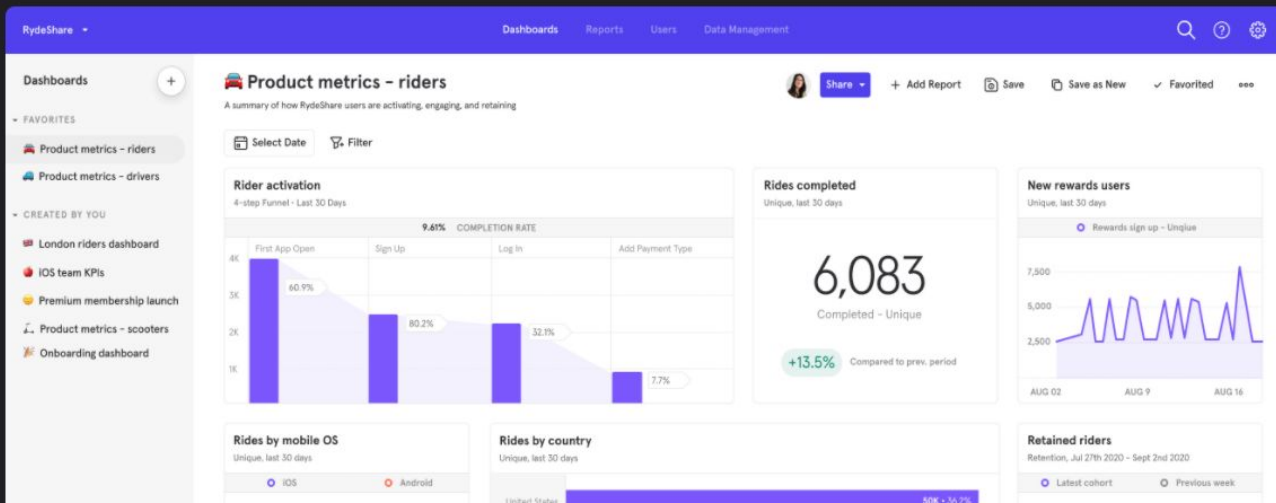 RydeShare
Dashboards Reports Users Data Management
Dashboards
+
FAVORITES
Product metrics - riders
Product metrics - drivers
CREATED BY YOU
London riders dashboard
iOS team KPIs
Premium membership launch
Product metrics - scooters
Onboarding dashboard
Product metrics - riders
A summary of how RydeShare users are activating, engaging, and retaining
Share
+ Add Report
Save
Save as New
Favorited
Select Date
Filter
Rider activation
4-step Funnel - Last 30 Days
9.61% COMPLETION RATE
First App Open Sign Up Log In Add Payment Type
4K
3K
2K
1K
60.9%
80.2%
32.1%
7.7%
Rides completed
Unique, last 30 days
6,083
Completed - Unique
+13.5% Compared to prev. period
New rewards users
Unique, last 30 days
Rewards sign up - Unqiue
7,500
5,000
2,500
AUG 02 AUG 9 AUG 16
Rides by mobile OS
Unique, last 30 days
iOS Android
Rides by country
Unique, last 30 days
United States
50K • 36.2%
Retained riders
Retention, Jul 27th 2020 - Sept 2nd 2020
Latest cohort Previous week